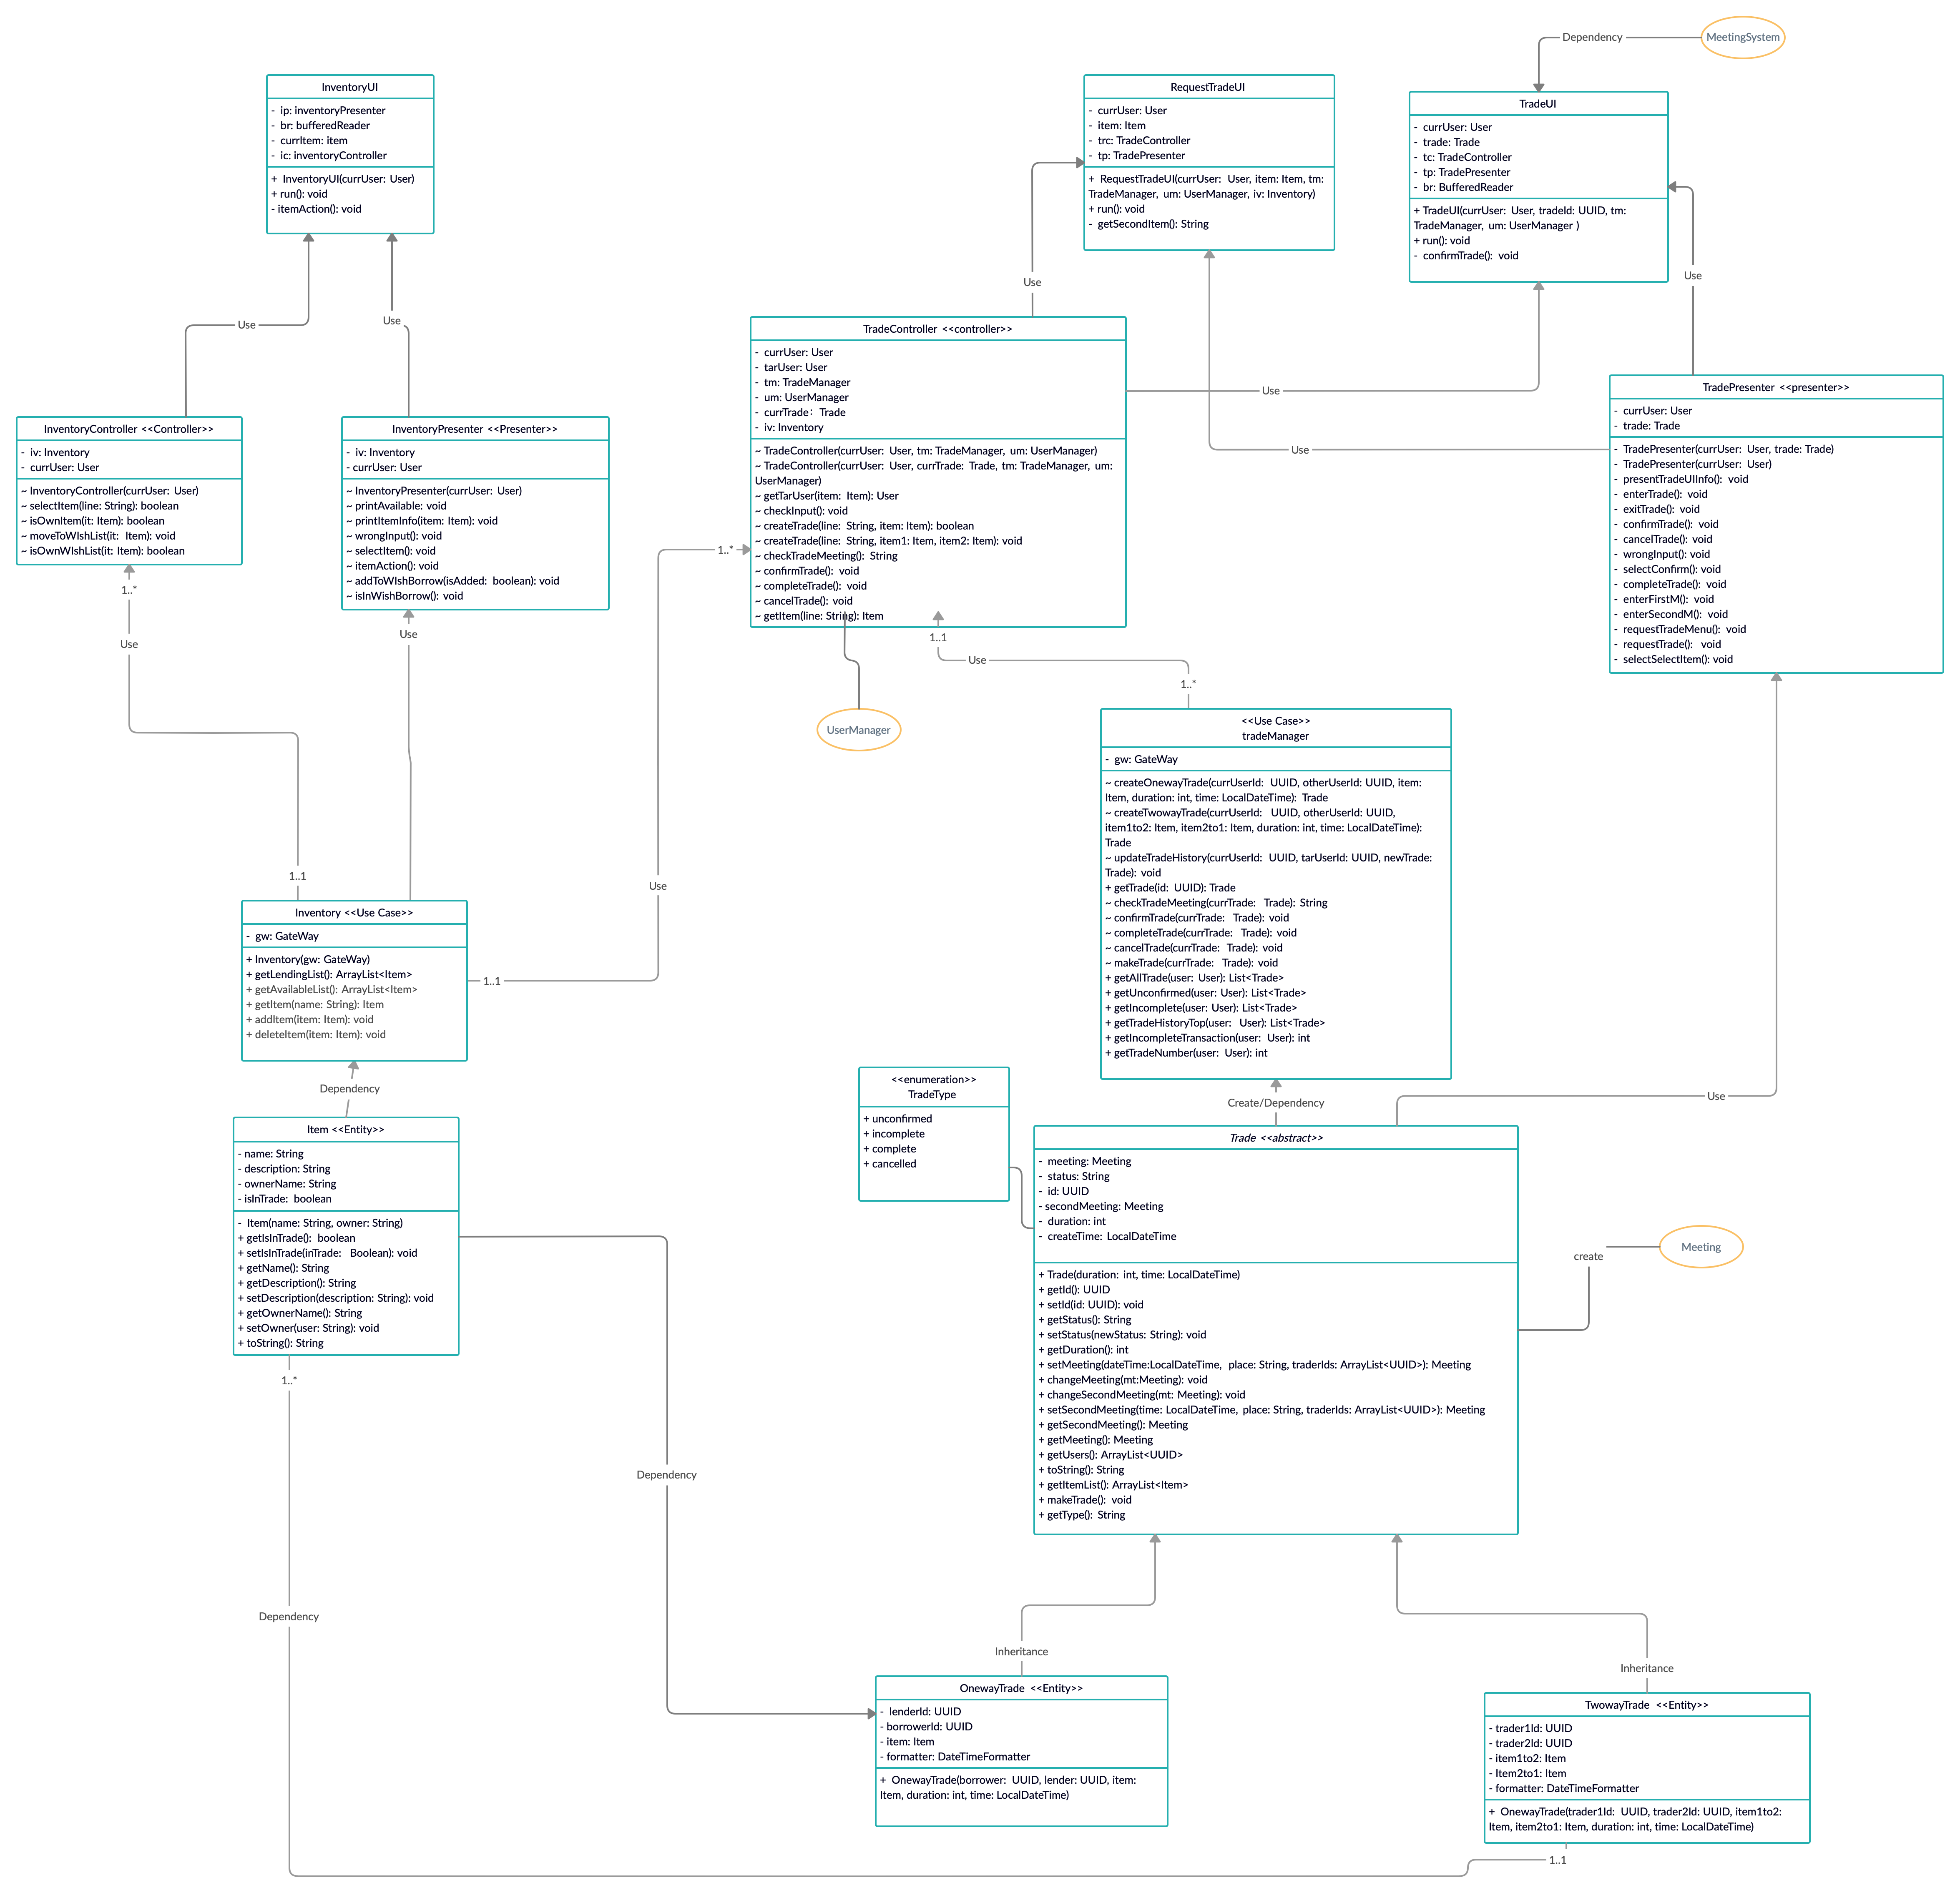 Dependency
MeetingSystem
InventoryUI
- ip: inventoryPresenter
- br: bufferedReader
- currItem: item
- ic: inventoryController
+ InventoryUI(currUser: User)
+ run(): void
- itemAction(): void
RequestTradeUI
- currUser: User
- item: Item
- trc: TradeController
- tp: TradePresenter
+ RequestTradeUI(currUser: User, item: Item, tm:
TradeManager, um: UserManager, iv: Inventory)
+ run(): void
- getSecondItem(): String
TradeUI
- currUser: User
- trade: Trade
- tc: TradeController
- tp: TradePresenter
- br: BufferedReader
+ TradeUI(currUser: User, tradeId: UUID, tm:
TradeManager, um: UserManager )
+ run(): void
- confirmTrade(): void
Use
Use
Use
Use
Use
Use
TradeController <<controller>>
- currUser: User
- tarUser: User
- tm: TradeManager
- um: UserManager
- currTrade: Trade
- iv: Inventory
~ TradeController(currUser: User, tm: TradeManager, um: UserManager)
~ TradeController(currUser: User, currTrade: Trade, tm: TradeManager, um:
UserManager)
~ getTarUser(item: Item): User
~ checkInput(): void
~ createTrade(line: String, item: Item): boolean
~ createTrade(line: String, item1: Item, item2: Item): void
~ checkTradeMeeting(): String
~ confirmTrade(): void
~ completeTrade(): void
~ cancelTrade(): void
~ getItem(line: String): Item
TradePresenter <<presenter>>
- currUser: User
- trade: Trade
- TradePresenter(currUser: User, trade: Trade)
- TradePresenter(currUser: User)
- presentTradeUIInfo(): void
- enterTrade(): void
- exitTrade(): void
- confirmTrade(): void
- cancelTrade(): void
- wrongInput(): void
- selectConfirm(): void
- completeTrade(): void
- enterFirstM(): void
- enterSecondM(): void
- requestTradeMenu(): void
- requestTrade(): void
- selectSelectItem(): void
InventoryController <<Controller>>
- iv: Inventory
- currUser: User
~ InventoryController(currUser: User)
~ selectItem(line: String): boolean
~ isOwnItem(it: Item): boolean
~ moveToWIshList(it: Item): void
~ isOwnWIshList(it: Item): boolean
InventoryPresenter <<Presenter>>
- iv: Inventory
- currUser: User
~ InventoryPresenter(currUser: User)
~ printAvailable: void
~ printItemInfo(item: Item): void
~ wrongInput(): void
~ selectItem(): void
~ itemAction(): void
~ addToWIshBorrow(isAdded: boolean): void
~ isInWishBorrow(): void
1..*
Use
1..1
Use
1..*
Use
1..1
1..1
Use
1..*
UserManager
<<Use Case>>
tradeManager
- gw: GateWay
~ createOnewayTrade(currUserId: UUID, otherUserId: UUID, item:
Item, duration: int, time: LocalDateTime): Trade
~ createTwowayTrade(currUserId: UUID, otherUserId: UUID,
item1to2: Item, item2to1: Item, duration: int, time: LocalDateTime):
Trade
~ updateTradeHistory(currUserId: UUID, tarUserId: UUID, newTrade:
Trade): void
+ getTrade(id: UUID): Trade
~ checkTradeMeeting(currTrade: Trade): String
~ confirmTrade(currTrade: Trade): void
~ completeTrade(currTrade: Trade): void
~ cancelTrade(currTrade: Trade): void
~ makeTrade(currTrade: Trade): void
+ getAllTrade(user: User): List<Trade>
+ getUnconfirmed(user: User): List<Trade>
+ getIncomplete(user: User): List<Trade>
+ getTradeHistoryTop(user: User): List<Trade>
+ getIncompleteTransaction(user: User): int
+ getTradeNumber(user: User): int
Inventory <<Use Case>>
- gw: GateWay
+ Inventory(gw: GateWay)
+ getLendingList(): ArrayList<Item>
+ getAvailableList(): ArrayList<Item>
+ getItem(name: String): Item
+ addItem(item: Item): void
+ deleteItem(item: Item): void
Dependency
Item <<Entity>>
- name: String
- description: String
- ownerName: String
- isInTrade: boolean
- Item(name: String, owner: String)
+ getIsInTrade(): boolean
+ setIsInTrade(inTrade: Boolean): void
+ getName(): String
+ getDescription(): String
+ setDescription(description: String): void
+ getOwnerName(): String
+ setOwner(user: String): void
+ toString(): String
<<enumeration>>
TradeType
+ unconfirmed
+ incomplete
+ complete
+ cancelled
Create/Dependency
Use
Trade <<abstract>>
- meeting: Meeting
- status: String
- id: UUID
- secondMeeting: Meeting
- duration: int
- createTime: LocalDateTime
+ Trade(duration: int, time: LocalDateTime)
+ getId(): UUID
+ setId(id: UUID): void
+ getStatus(): String
+ setStatus(newStatus: String): void
+ getDuration(): int
+ setMeeting(dateTime:LocalDateTime, place: String, traderIds: ArrayList<UUID>): Meeting
+ changeMeeting(mt:Meeting): void
+ changeSecondMeeting(mt: Meeting): void
+ setSecondMeeting(time: LocalDateTime, place: String, traderIds: ArrayList<UUID>): Meeting
+ getSecondMeeting(): Meeting
+ getMeeting(): Meeting
+ getUsers(): ArrayList<UUID>
+ toString(): String
+ getItemList(): ArrayList<Item>
+ makeTrade(): void
+ getType(): String
create
Meeting
1..*
Dependency
Dependency
Inheritance
Inheritance
OnewayTrade <<Entity>>
- lenderId: UUID
- borrowerId: UUID
- item: Item
- formatter: DateTimeFormatter
+ OnewayTrade(borrower: UUID, lender: UUID, item:
Item, duration: int, time: LocalDateTime)
TwowayTrade <<Entity>>
- trader1Id: UUID
- trader2Id: UUID
- item1to2: Item
- Item2to1: Item
- formatter: DateTimeFormatter
+ OnewayTrade(trader1Id: UUID, trader2Id: UUID, item1to2:
Item, item2to1: Item, duration: int, time: LocalDateTime)
1..1